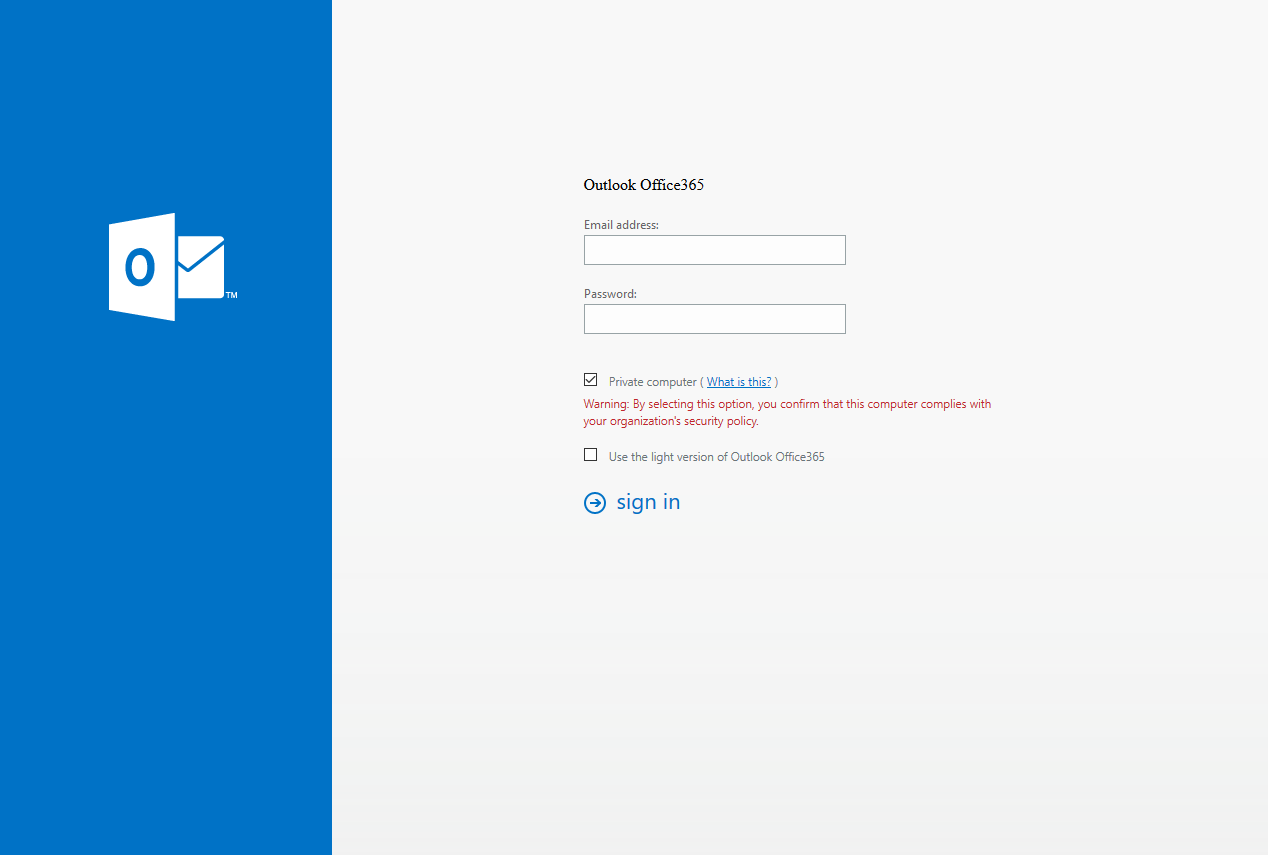 O
TM
Outlook Office365
Email address:
Password:
Private computer ( What is this? )
Warning: By selecting this option, you confirm that this computer complies with
your organization's security policy.
Use the light version of Outlook Office365
sign in